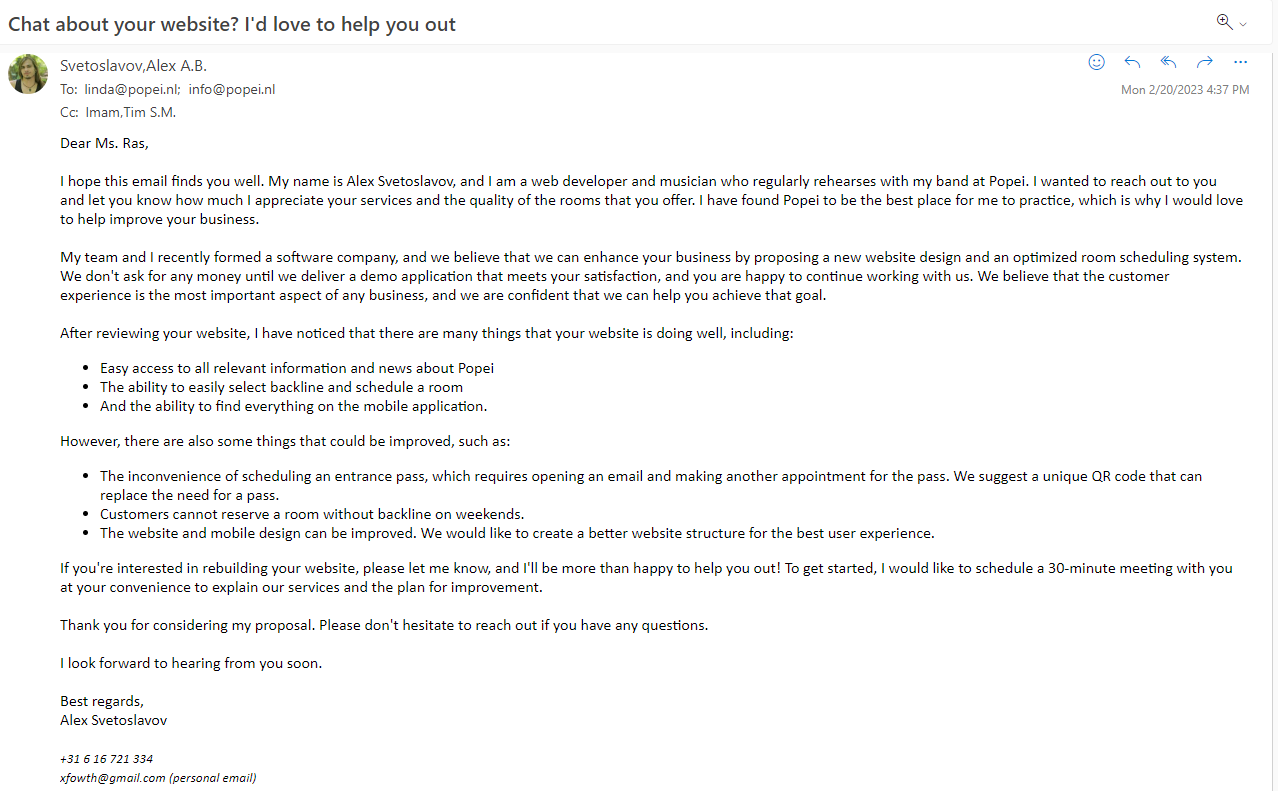 Chat about your website? I'd love to help you out
Svetoslavov,Alex A.B.
To: linda@popei.nl; info@popei.nl
Mon 2/20/2023 4:37 PM
Cc: Imam,Tim S.M.
Dear Ms. Ras,
I hope this email finds you well. My name is Alex Svetoslavov, and I am a web developer and musician who regularly rehearses with my band at Popei. I wanted to reach out to you
and let you know how much I appreciate your services and the quality of the rooms that you offer. I have found Popei to be the best place for me to practice, which is why I would love
to help improve your business.
My team and I recently formed a software company, and we believe that we can enhance your business by proposing a new website design and an optimized room scheduling system.
We don't ask for any money until we deliver a demo application that meets your satisfaction, and you are happy to continue working with us. We believe that the customer
experience is the most important aspect of any business, and we are confident that we can help you achieve that goal.
After reviewing your website, I have noticed that there are many things that your website is doing well, including:
• Easy access to all relevant information and news about Popei
• The ability to easily select backline and schedule a room
• And the ability to find everything on the mobile application.
However, there are also some things that could be improved, such as:
• The inconvenience of scheduling an entrance pass, which requires opening an email and making another appointment for the pass. We suggest a unique QR code that can
replace the need for a pass.
• Customers cannot reserve a room without backline on weekends.
• The website and mobile design can be improved. We would like to create a better website structure for the best user experience.
If you're interested in rebuilding your website, please let me know, and I'll be more than happy to help you out! To get started, I would like to schedule a 30-minute meeting with you
at your convenience to explain our services and the plan for improvement.
Thank you for considering my proposal. Please don't hesitate to reach out if you have any questions.
I look forward to hearing from you soon.
Best regards,
Alex Svetoslavov
+31 6 16 721 334
xfowth@gmail.com (personal email)